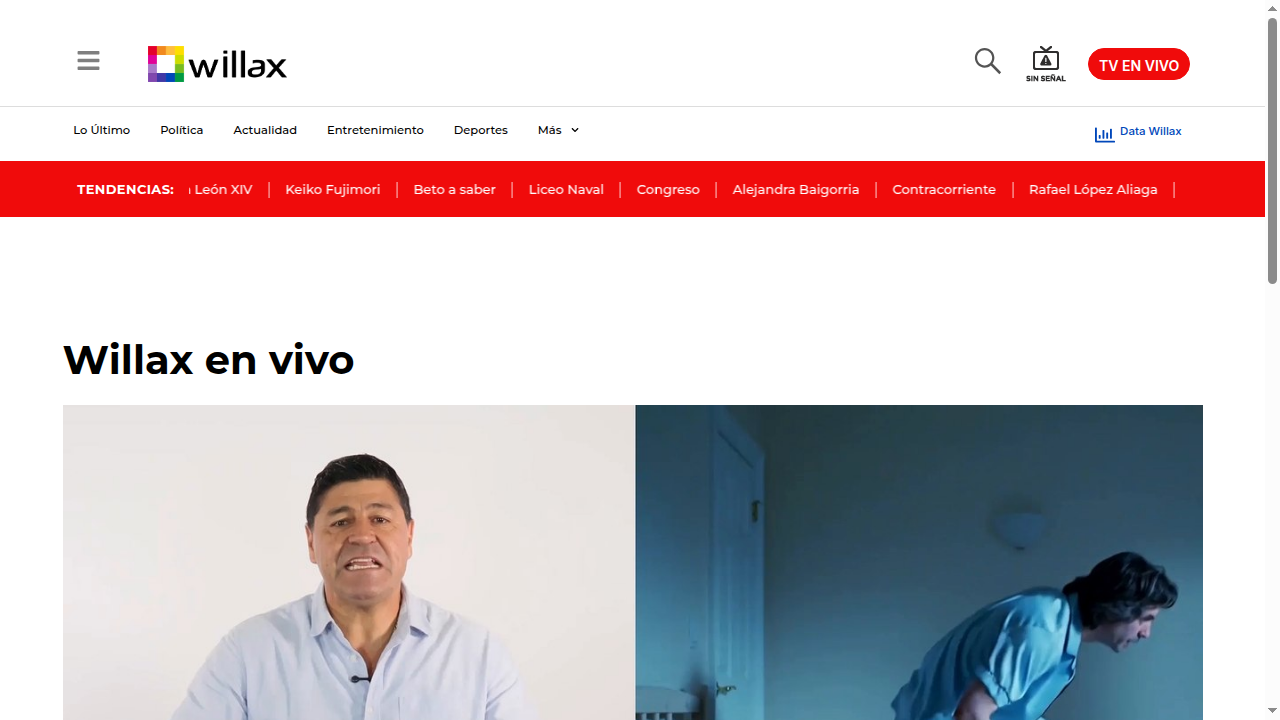 willax
SIN SEÑAL
TV EN VIVO
Lo Último Política Actualidad Entretenimiento Deportes Más
Data Willax
TENDENCIAS: León XIV Keiko Fujimori Beto a saber Liceo Naval Congreso Alejandra Baigorria Contracorriente Rafael López Aliaga
Willax en vivo